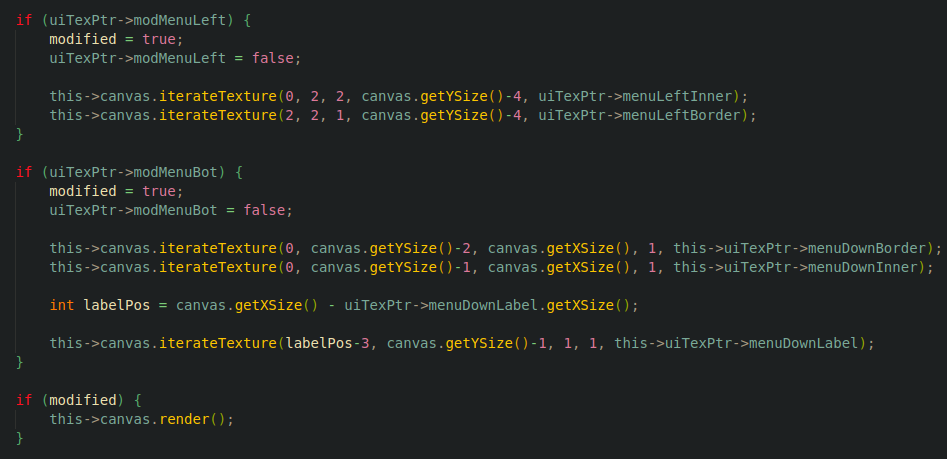 if (uiTexPtr->modMenuLeft) {
    modified = true;
    uiTexPtr->modMenuLeft = false;

    this->canvas.iterateTexture(0, 2, 2, canvas.getYSize()-4, uiTexPtr->menuLeftInner);
    this->canvas.iterateTexture(2, 2, 1, canvas.getYSize()-4, uiTexPtr->menuLeftBorder);
}

if (uiTexPtr->modMenuBot) {
    modified = true;
    uiTexPtr->modMenuBot = false;

    this->canvas.iterateTexture(0, canvas.getYSize()-2, canvas.getXSize(), 1, this->uiTexPtr->menuDownBorder);
    this->canvas.iterateTexture(0, canvas.getYSize()-1, canvas.getXSize(), 1, this->uiTexPtr->menuDownInner);

    int labelPos = canvas.getXSize() - uiTexPtr->menuDownLabel.getXSize();

    this->canvas.iterateTexture(labelPos-3, canvas.getYSize()-1, 1, 1, this->uiTexPtr->menuDownLabel);
}

if (modified) {
    this->canvas.render();
}